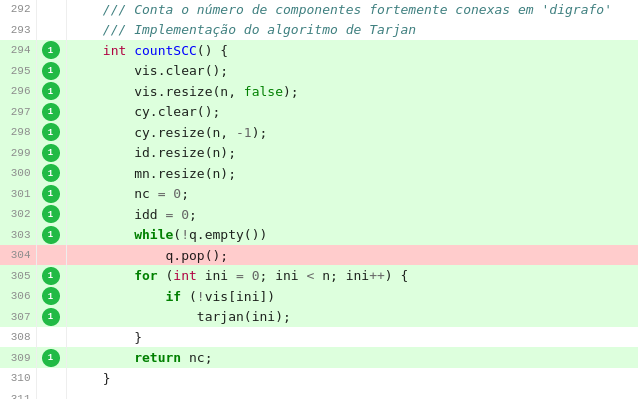 292 /// Conta o número de componentes fortemente conexas em 'digrafo'
293 /// Implementação do algoritmo de Tarjan
294 1 int countSCC() {
295 1 vis.clear();
296 1 vis.resize(n, false);
297 1 cy.clear();
298 1 cy.resize(n, -1);
299 1 id.resize(n);
300 1 mn.resize(n);
301 1 nc = 0;
302 1 idd = 0;
303 1 while(!q.empty())
304 q.pop();
305 1 for (int ini = 0; ini < n; ini++) {
306 1 if (!vis[ini])
307 1 tarjan(ini);
308 }
309 1 return nc;
310 }
311